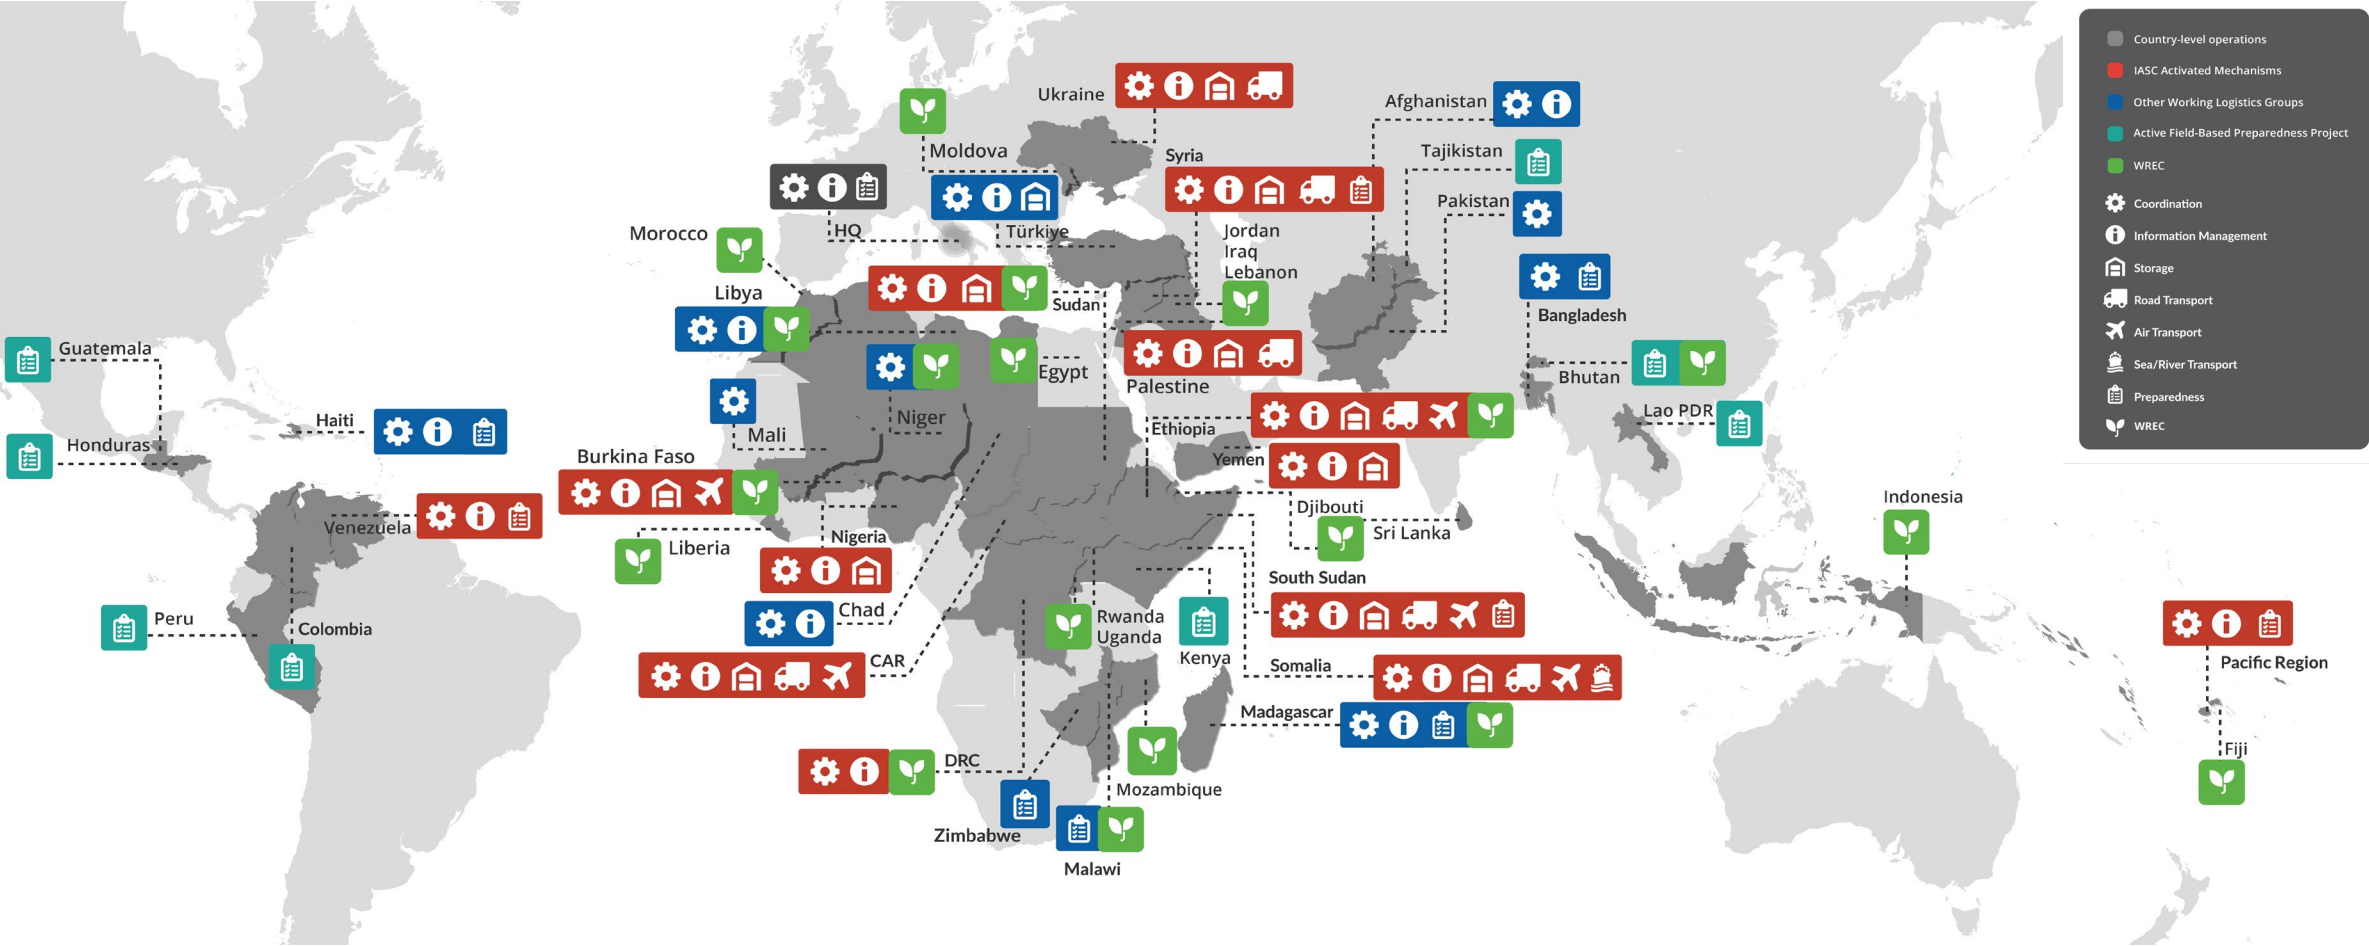 Country-level operations
IASC Activated Mechanisms
Other Working Logistics Groups
Active Field-Based Preparedness Project
WREC
Coordination
Information Management
Storage
Road Transport
Air Transport
Sea/River Transport
Preparedness
WREC
Ukraine
Afghanistan
Moldova
Syria
Tajikistan
Pakistan
HQ
Türkiye
Morocco
Jordan
Iraq
Lebanon
Libya
Sudan
Bangladesh
Guatemala
Egypt
Palestine
Bhutan
Haiti
Niger
Mali
Ethiopia
Lao PDR
Honduras
Burkina Faso
Yemen
Indonesia
Venezuela
Djibouti
Sri Lanka
Nigeria
Liberia
South Sudan
Chad
Peru
Colombia
Rwanda
Uganda
Kenya
CAR
Somalia
Pacific Region
Madagascar
Fiji
DRC
Mozambique
Zimbabwe
Malawi